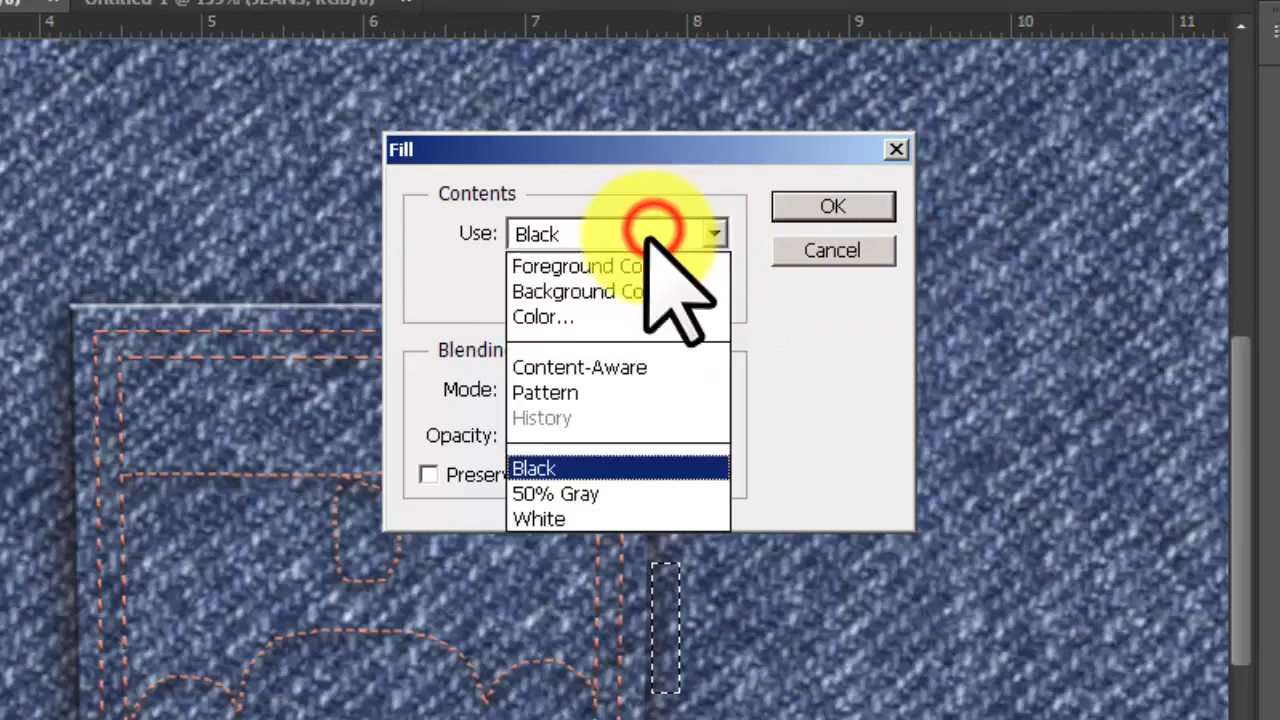 4 5 6 7 8 9 10 11
Fill
Contents
Use: Black
OK
Cancel
Foreground Co
Background Co
Color...
Blendin
Mode:
Content-Aware
Pattern
History
Opacity:
Black
Preser
50% Gray
White